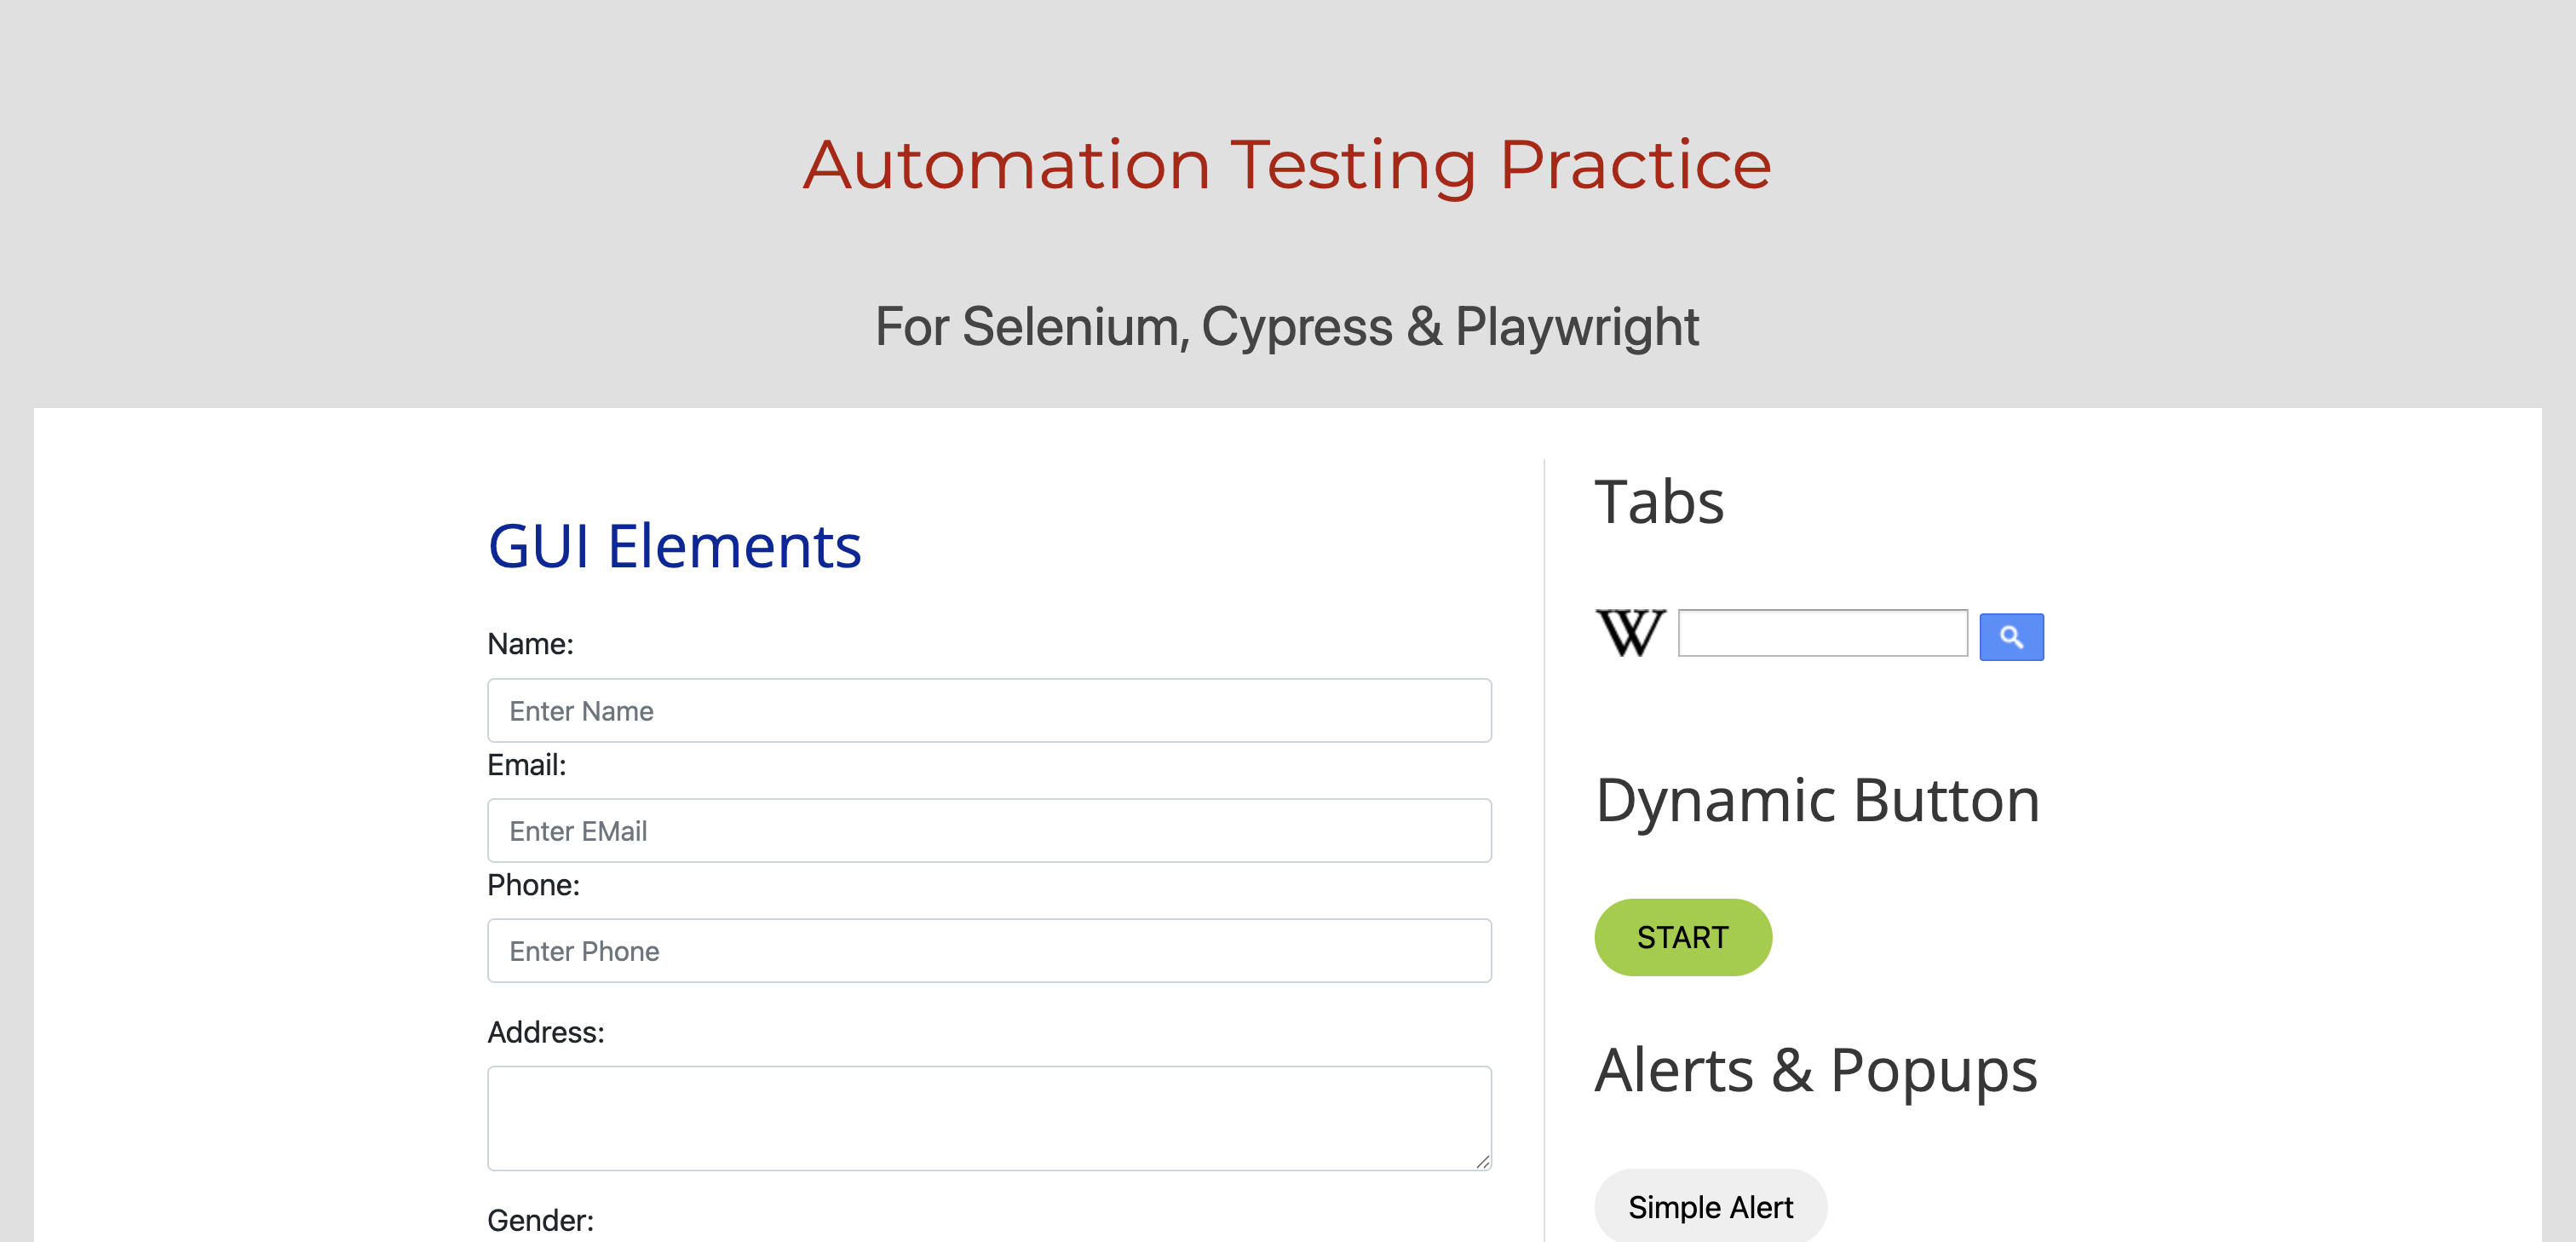 Automation Testing Practice
For Selenium, Cypress & Playwright
GUI Elements
Name:
Enter Name
Email:
Enter EMail
Phone:
Enter Phone
Address:
Gender:
Tabs
W
Dynamic Button
START
Alerts & Popups
Simple Alert